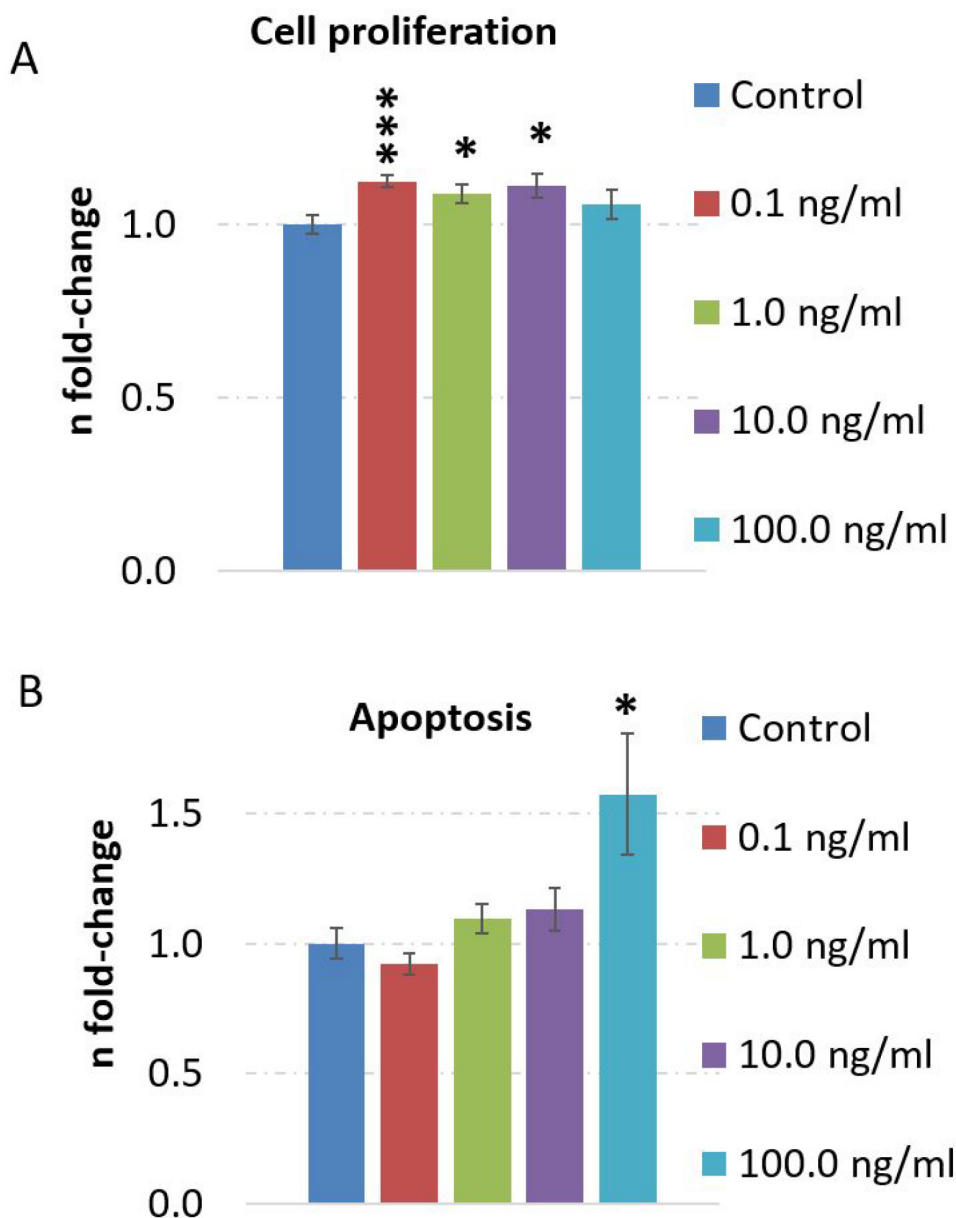 A
Cell proliferation
n fold-change
1.0
0.5
0.0
***
*
*
Control
0.1 ng/ml
1.0 ng/ml
10.0 ng/ml
100.0 ng/ml
B
Apoptosis
n fold-change
1.5
1.0
0.5
0.0
*
Control
0.1 ng/ml
1.0 ng/ml
10.0 ng/ml
100.0 ng/ml